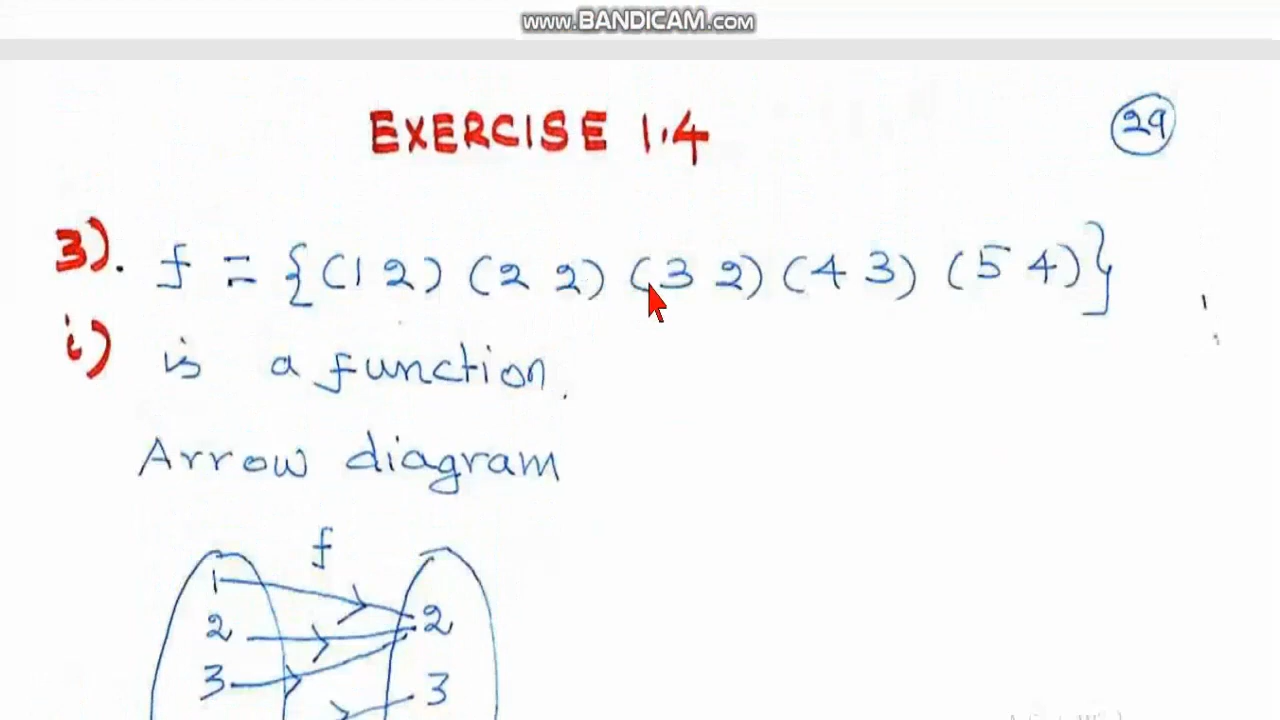 www.BANDICAM.com
EXERCISE 1.4
29
3). f = {(1 2) (2 2) (3 2) (4 3) (5 4)}
i) is a function.
Arrow diagram
f
1
2 2
3 3